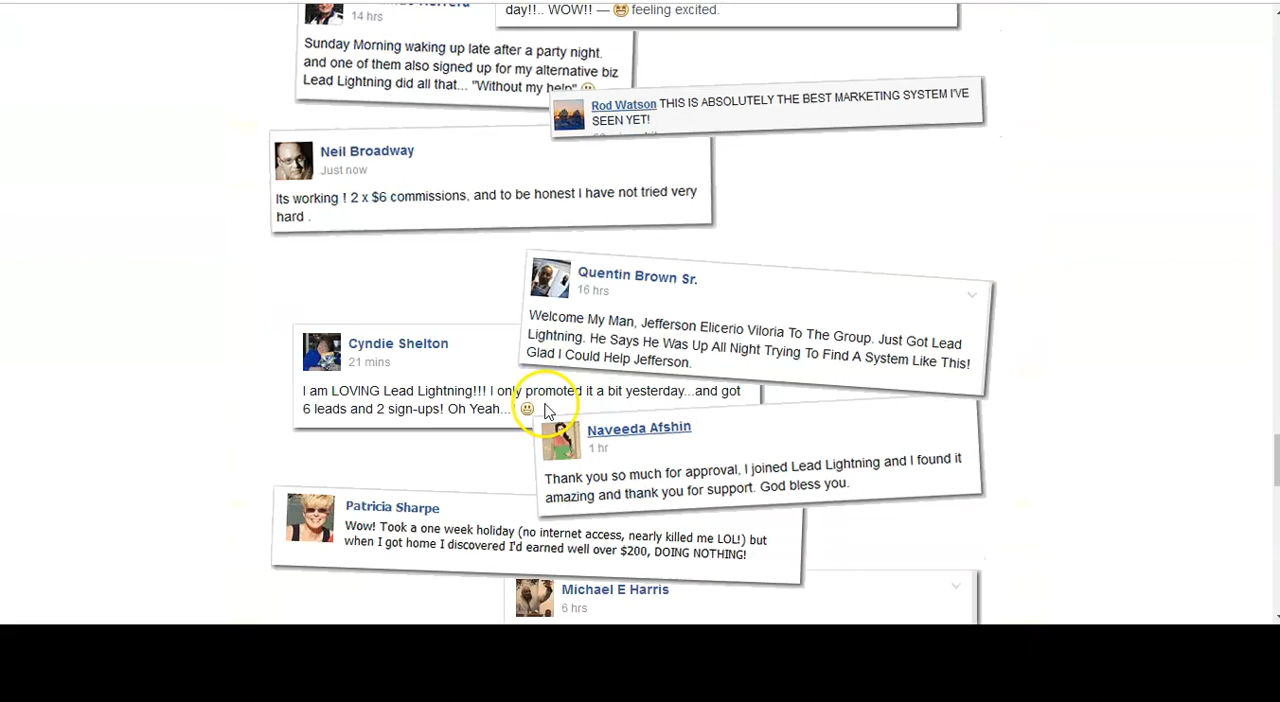 day!!.. WOW!! — feeling excited.
14 hrs
Sunday Morning waking up late after a party night.
and one of them also signed up for my alternative biz
Lead Lightning did all that... "Without my help"
Rod Watson THIS IS ABSOLUTELY THE BEST MARKETING SYSTEM I'VE
SEEN YET!
Neil Broadway
Just now
Its working ! 2 x $6 commissions, and to be honest I have not tried very
hard .
Quentin Brown Sr.
16 hrs
Welcome My Man, Jefferson Elicerio Viloria To The Group. Just Got Lead
Lightning. He Says He Was Up All Night Trying To Find A System Like This!
Glad I Could Help Jefferson.
Cyndie Shelton
21 mins
I am LOVING Lead Lightning!!! I only promoted it a bit yesterday...and got
6 leads and 2 sign-ups! Oh Yeah...
Naveeda Afshin
1 hr
Thank you so much for approval, I joined Lead Lightning and I found it
amazing and thank you for support. God bless you.
Patricia Sharpe
Wow! Took a one week holiday (no internet access, nearly killed me LOL!) but
when I got home I discovered I'd earned well over $200, DOING NOTHING!
Michael E Harris
6 hrs